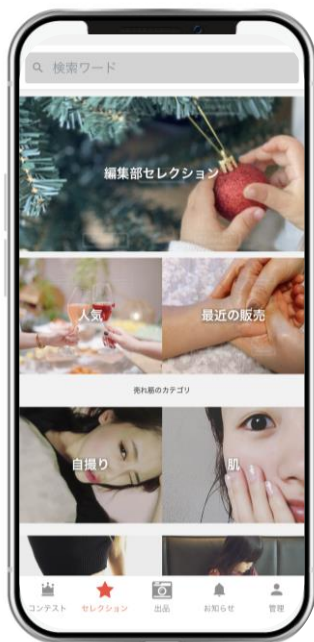 検索ワード
編集部セレクション
人気
最近の販売
売れ筋のカテゴリ
自撮り
肌
コンテスト
セレクション
出品
お知らせ
管理